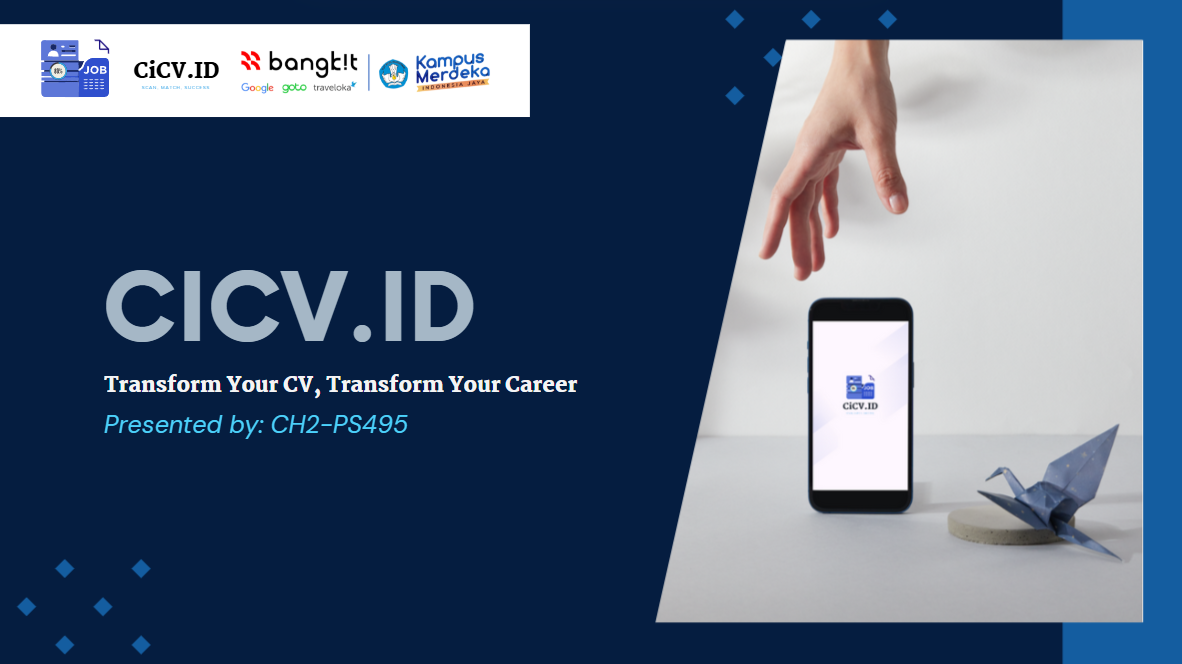 JOB
CiCV.ID
SCAN, MATCH, SUCCESS
bangk!t
Google goto traveloka
Kampus
Merdeka
INDONESIA JAYA
CICV.ID
Transform Your CV, Transform Your Career
Presented by: CH2-PS495
CiCV.ID